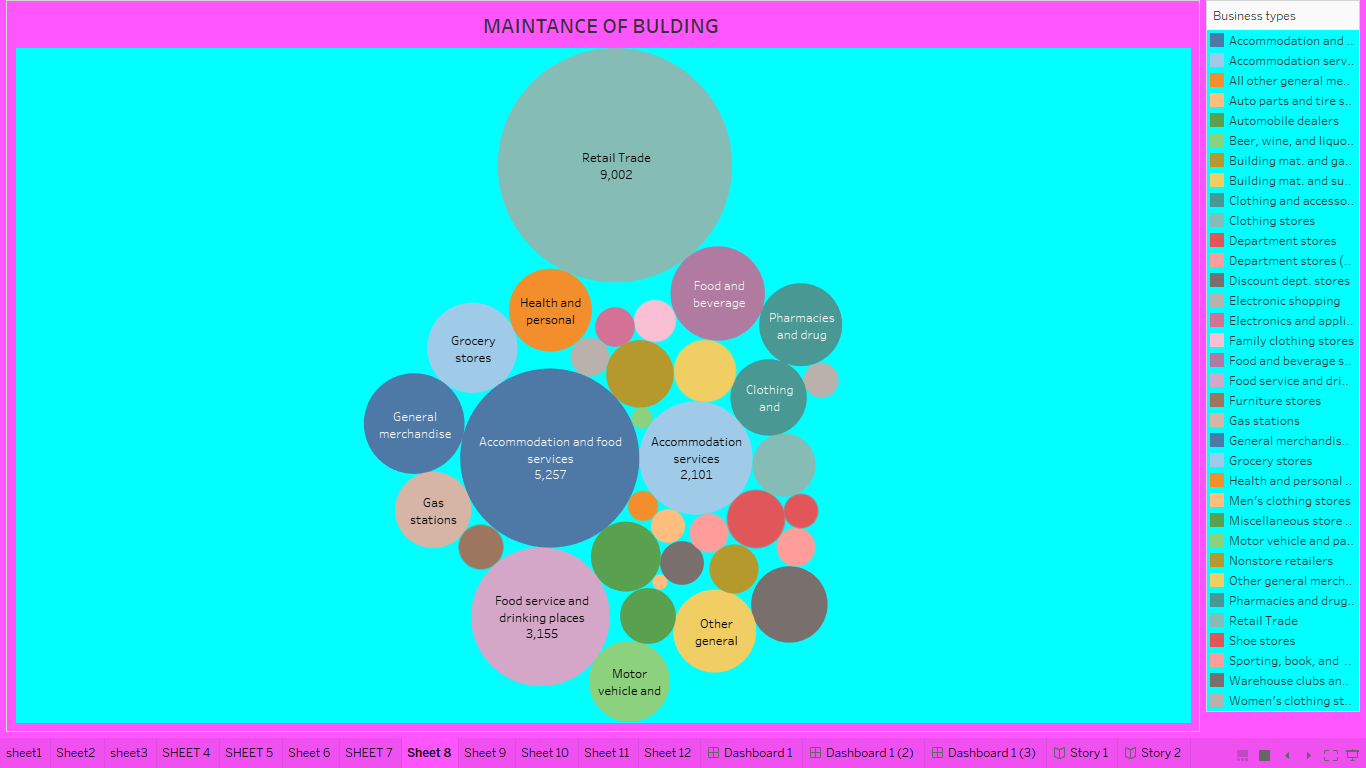 MAINTANCE OF BULDING
Retail Trade
9,002
Food and
beverage
Health and
personal
Pharmacies
and drug
Grocery
stores
Clothing
and
General
merchandise
Accommodation and food
services
5,257
Accommodation
services
2,101
Gas
stations
Food service and
drinking places
3,155
Other
general
Motor
vehicle and
Business types
Accommodation and ..
Accommodation serv..
All other general me..
Auto parts and tire s..
Automobile dealers
Beer, wine, and liquo..
Building mat. and ga..
Building mat. and su..
Clothing and accesso..
Clothing stores
Department stores
Department stores (..
Discount dept. stores
Electronic shopping
Electronics and appli..
Family clothing stores
Food and beverage s..
Food service and dri..
Furniture stores
Gas stations
General merchandis..
Grocery stores
Health and personal ..
Men's clothing stores
Miscellaneous store ..
Motor vehicle and pa..
Nonstore retailers
Other general merch..
Pharmacies and drug..
Retail Trade
Shoe stores
Sporting, book, and ..
Warehouse clubs an..
Women's clothing st..
sheet1 Sheet2 sheet3 SHEET 4 SHEET 5 Sheet 6 SHEET 7 Sheet 8 Sheet 9 Sheet 10 Sheet 11 Sheet 12 Dashboard 1 Dashboard 1 (2) Dashboard 1 (3) Story 1 Story 2